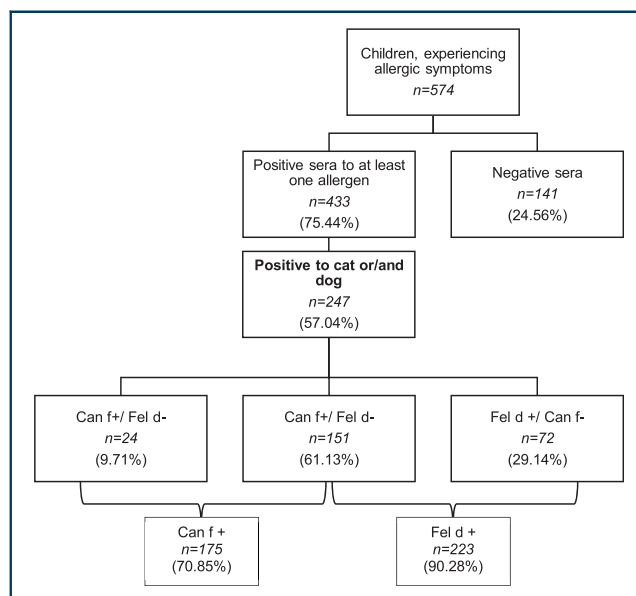 Children, experiencing
allergic symptoms
n=574
Positive sera to at least
one allergen
n=433
(75.44%)
Negative sera
n=141
(24.56%)
Positive to cat or/and
dog
n=247
(57.04%)
Can f+/ Fel d-
n=24
(9.71%)
Can f+/ Fel d-
n=151
(61.13%)
Fel d +/ Can f-
n=72
(29.14%)
Can f +
n=175
(70.85%)
Fel d +
n=223
(90.28%)